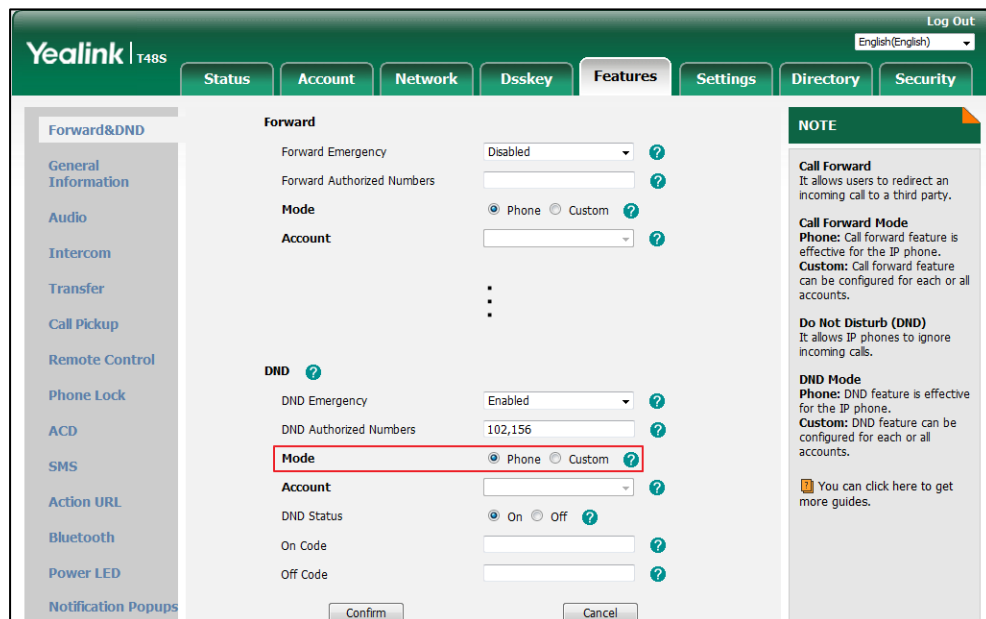 Log Out
Yealink T48S
English(English)
Status Account Network Dsskey Features Settings Directory Security
Forward&DND
General
Information
Audio
Intercom
Transfer
Call Pickup
Remote Control
Phone Lock
ACD
SMS
Action URL
Bluetooth
Power LED
Notification Popups
Forward
Forward Emergency Disabled ?
Forward Authorized Numbers ?
Mode Phone Custom ?
Account ?
DND ?
DND Emergency Enabled ?
DND Authorized Numbers 102,156 ?
Mode Phone Custom ?
Account ?
DND Status On Off ?
On Code ?
Off Code ?
Confirm Cancel
NOTE
Call Forward
It allows users to redirect an
incoming call to a third party.
Call Forward Mode
Phone: Call forward feature is
effective for the IP phone.
Custom: Call forward feature
can be configured for each or all
accounts.
Do Not Disturb (DND)
It allows IP phones to ignore
incoming calls.
DND Mode
Phone: DND feature is effective
for the IP phone.
Custom: DND feature can be
configured for each or all
accounts.
? You can click here to get
more guides.